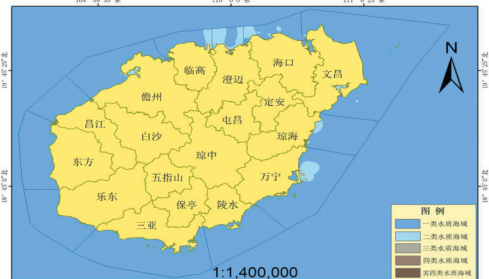 N
海口
文昌
临高
澄迈
定安
儋州
屯昌
昌江
白沙
琼海
琼中
东方
万宁
五指山
乐东
保亭
陵水
三亚
图 例
一类水质海域
二类水质海域
三类水质海域
四类水质海域
劣四类水质海域
1:1,400,000